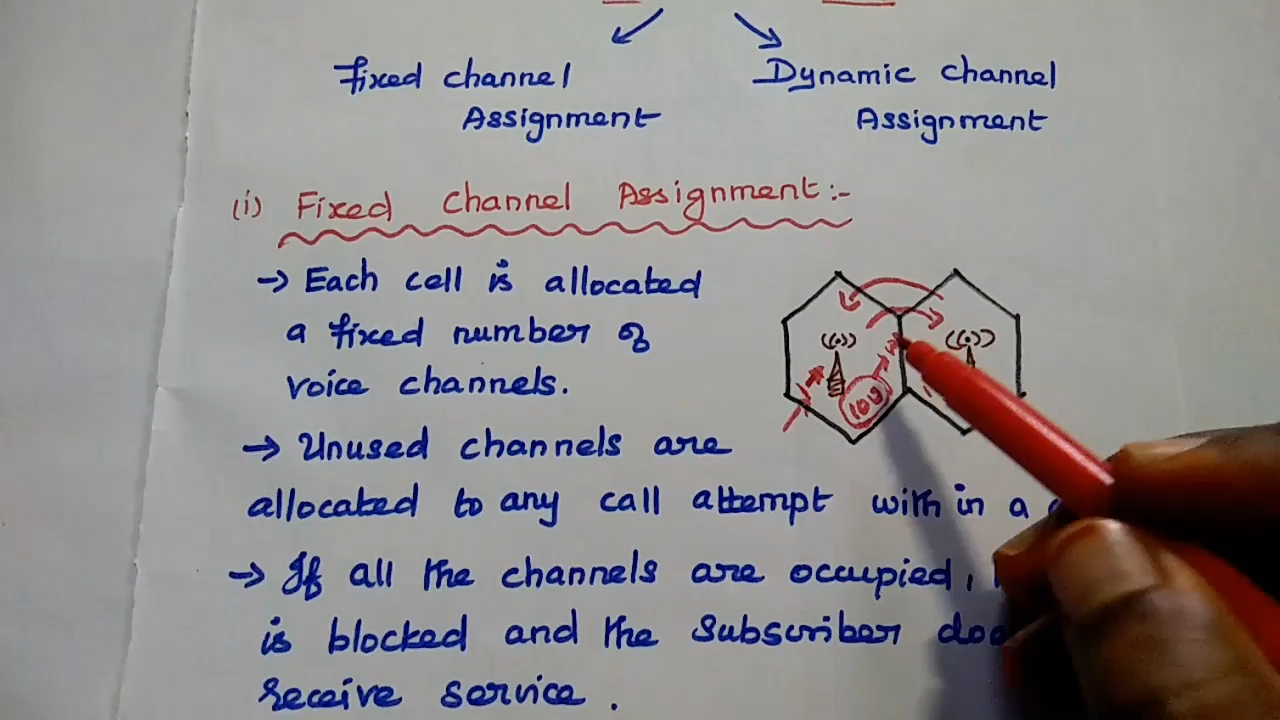 Fixed channel
Assignment
Dynamic channel
Assignment
(i) Fixed Channel Assignment:-
→ Each cell is allocated
a fixed number of
voice channels.
→ Unused channels are
allocated to any call attempt with in a
→ If all the channels are occupied,
is blocked and the subscriber
receive service.